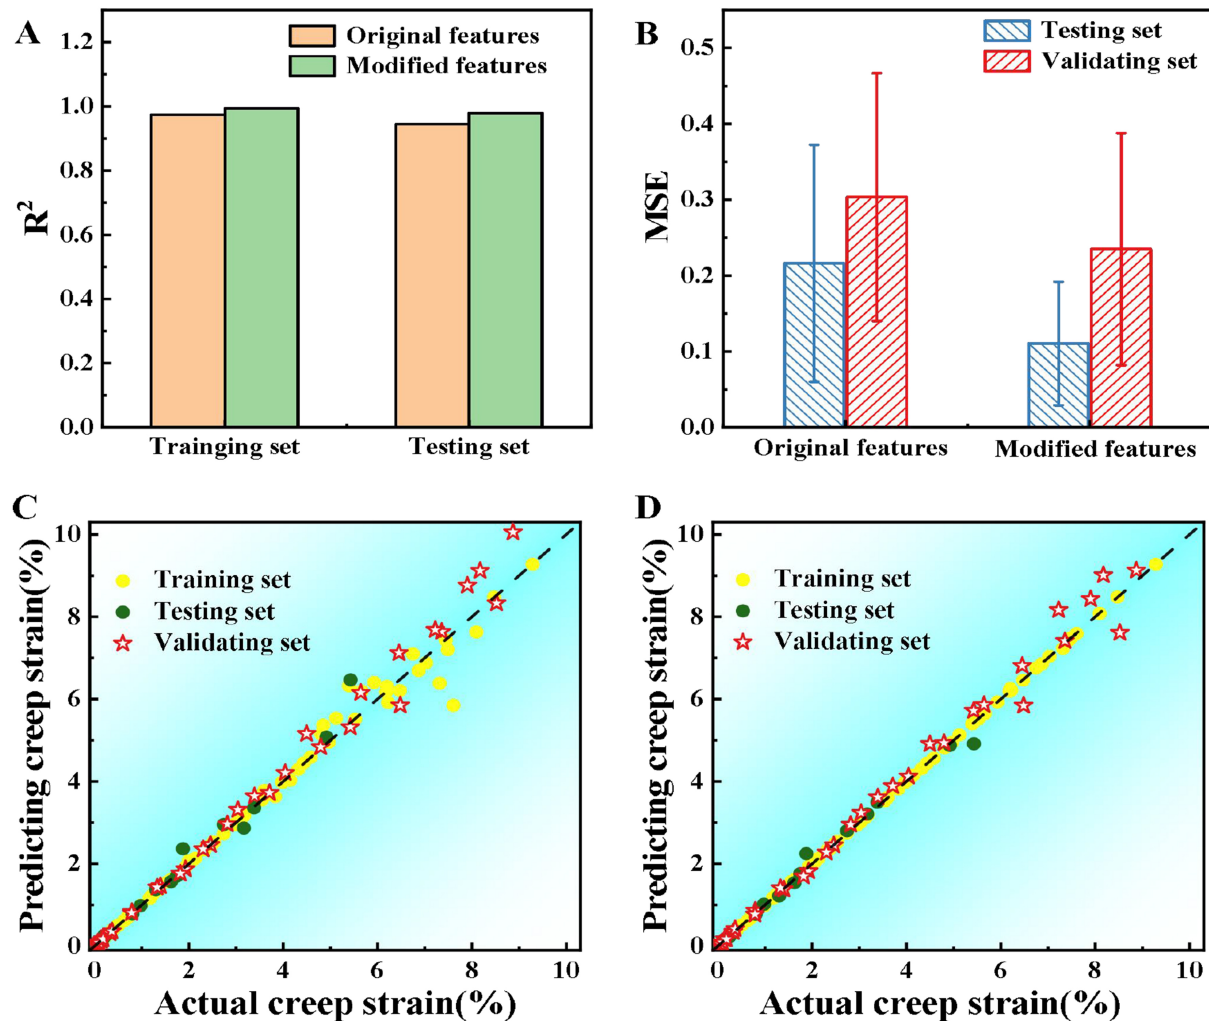 A
1.2
1.0
0.8
0.6
0.4
0.2
0.0
R²
Original features
Modified features
Trainging set
Testing set
B
0.5
0.4
0.3
0.2
0.1
0.0
MSE
Testing set
Validating set
Original features
Modified features
C
10
8
6
4
2
0
Predicting creep strain(%)
Training set
Testing set
Validating set
0 2 4 6 8 10
Actual creep strain(%)
D
10
8
6
4
2
0
Predicting creep strain(%)
Training set
Testing set
Validating set
0 2 4 6 8 10
Actual creep strain(%)